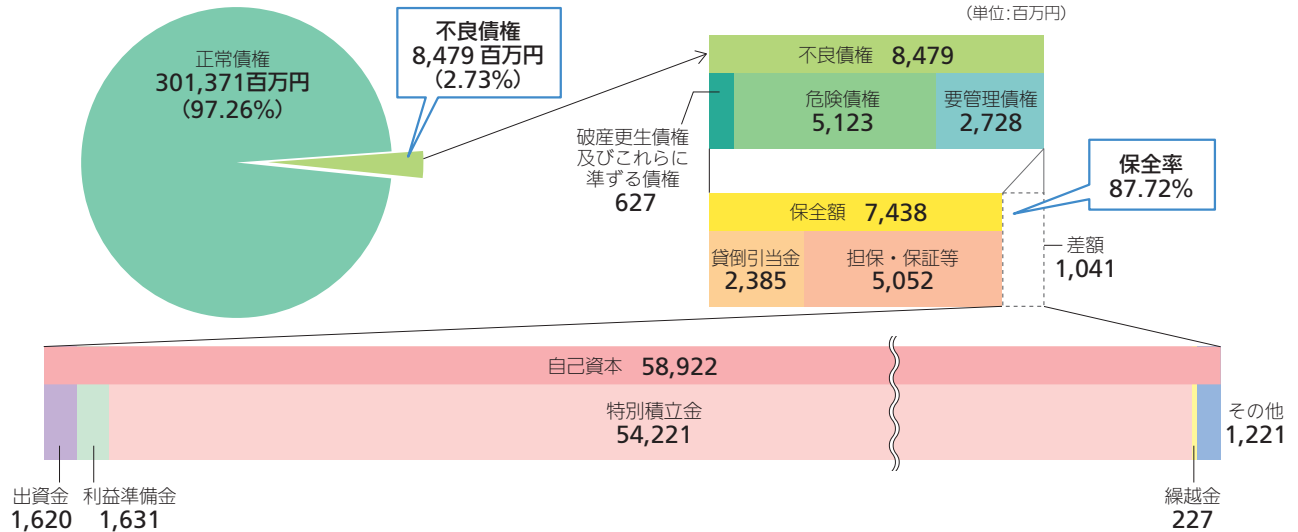 (単位:百万円)
正常債権
301,371百万円
(97.26%)
不良債権
8,479 百万円
(2.73%)
不良債権 8,479
危険債権
5,123
要管理債権
2,728
破産更生債権
及びこれらに
準ずる債権
627
保全率
87.72%
保全額 7,438
貸倒引当金
2,385
担保・保証等
5,052
差額
1,041
自己資本 58,922
特別積立金
54,221
その他
1,221
出資金
1,620
利益準備金
1,631
繰越金
227